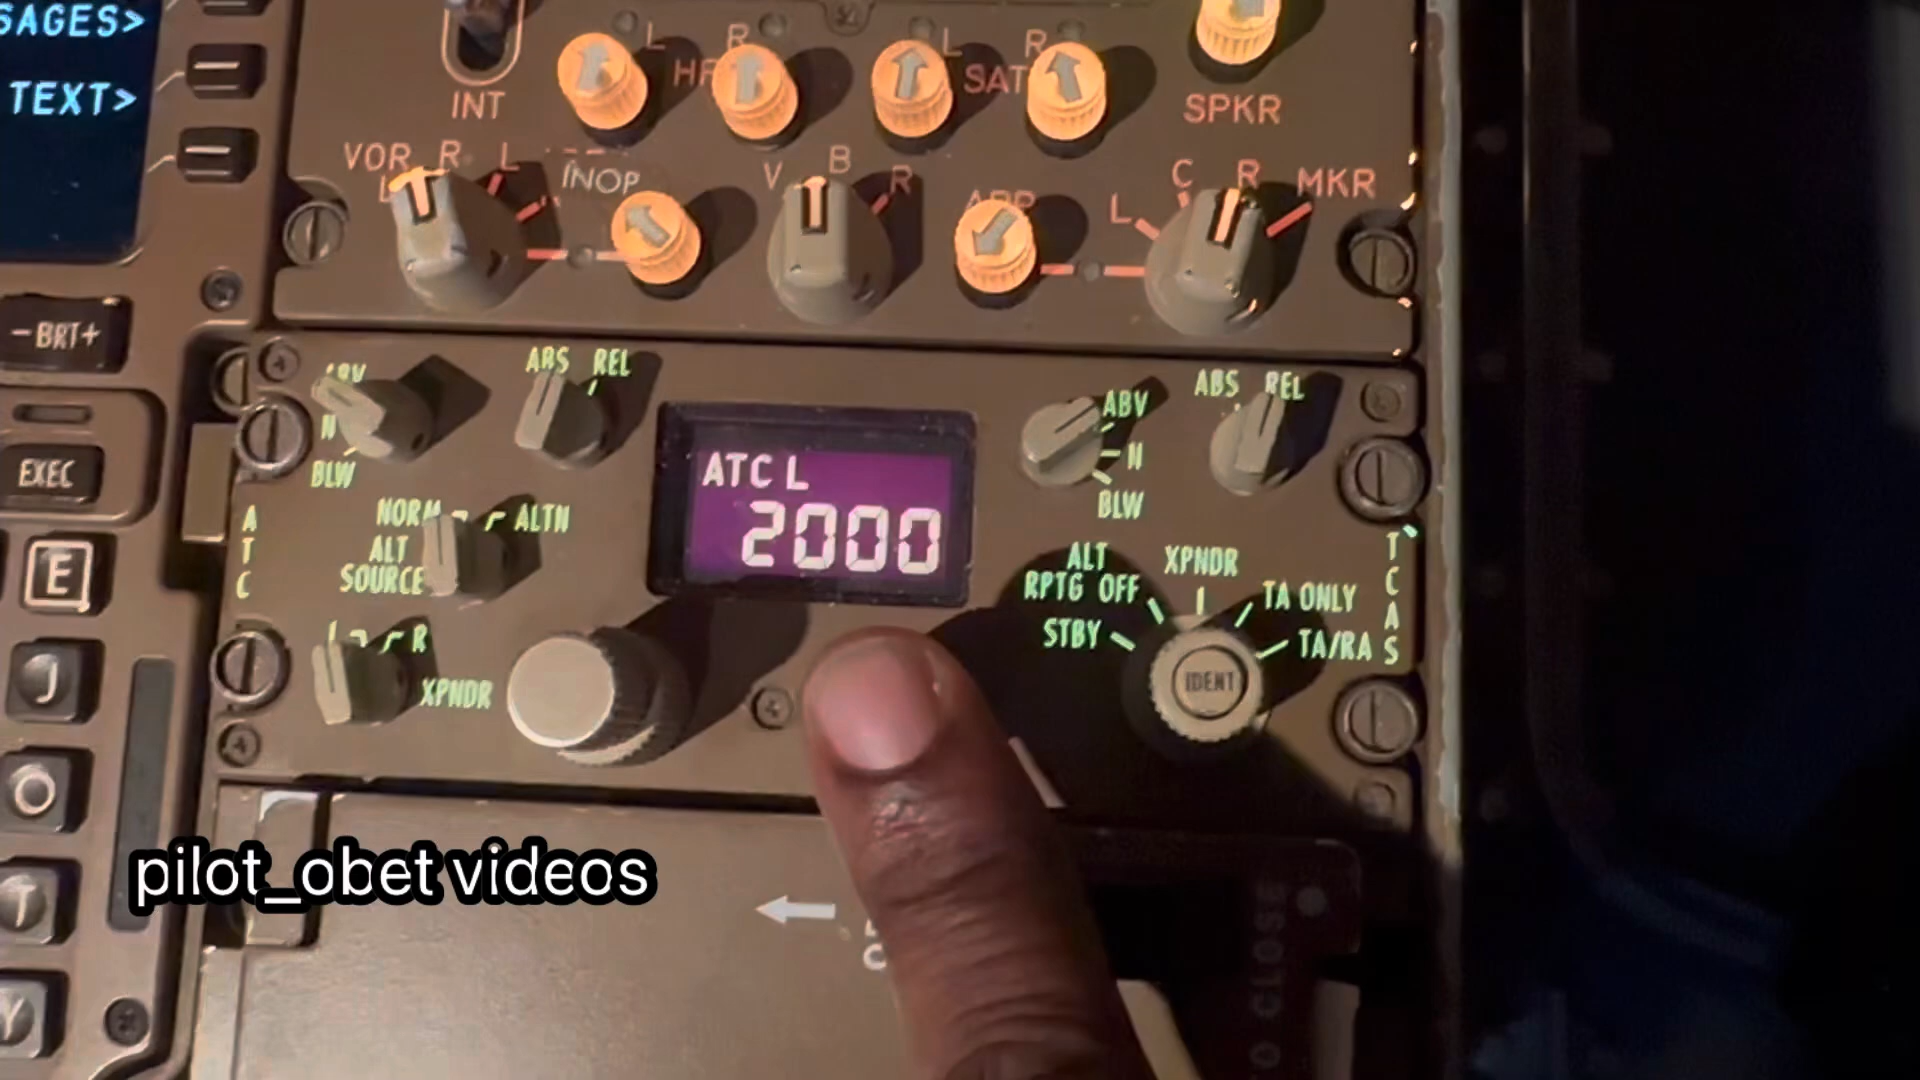 SAGES>
TEXT>
INT
L
R
HF
L
SAT
R
SPKR
VOR
L
R
L
INOP
V
B
R
APP
L
C
R
MKR
-BRT+
EXEC
E
J
O
T
Y
ABV
N
BLW
ABS REL
ATC L
2000
ABV
N
BLW
ABS REL
ATC
NORM
ALTN
ALT
SOURCE
L
R
XPNDR
ALT
RPTG OFF
XPNDR
TA ONLY
STBY
TA/RA
IDENT
TCAS
pilot_obet videos